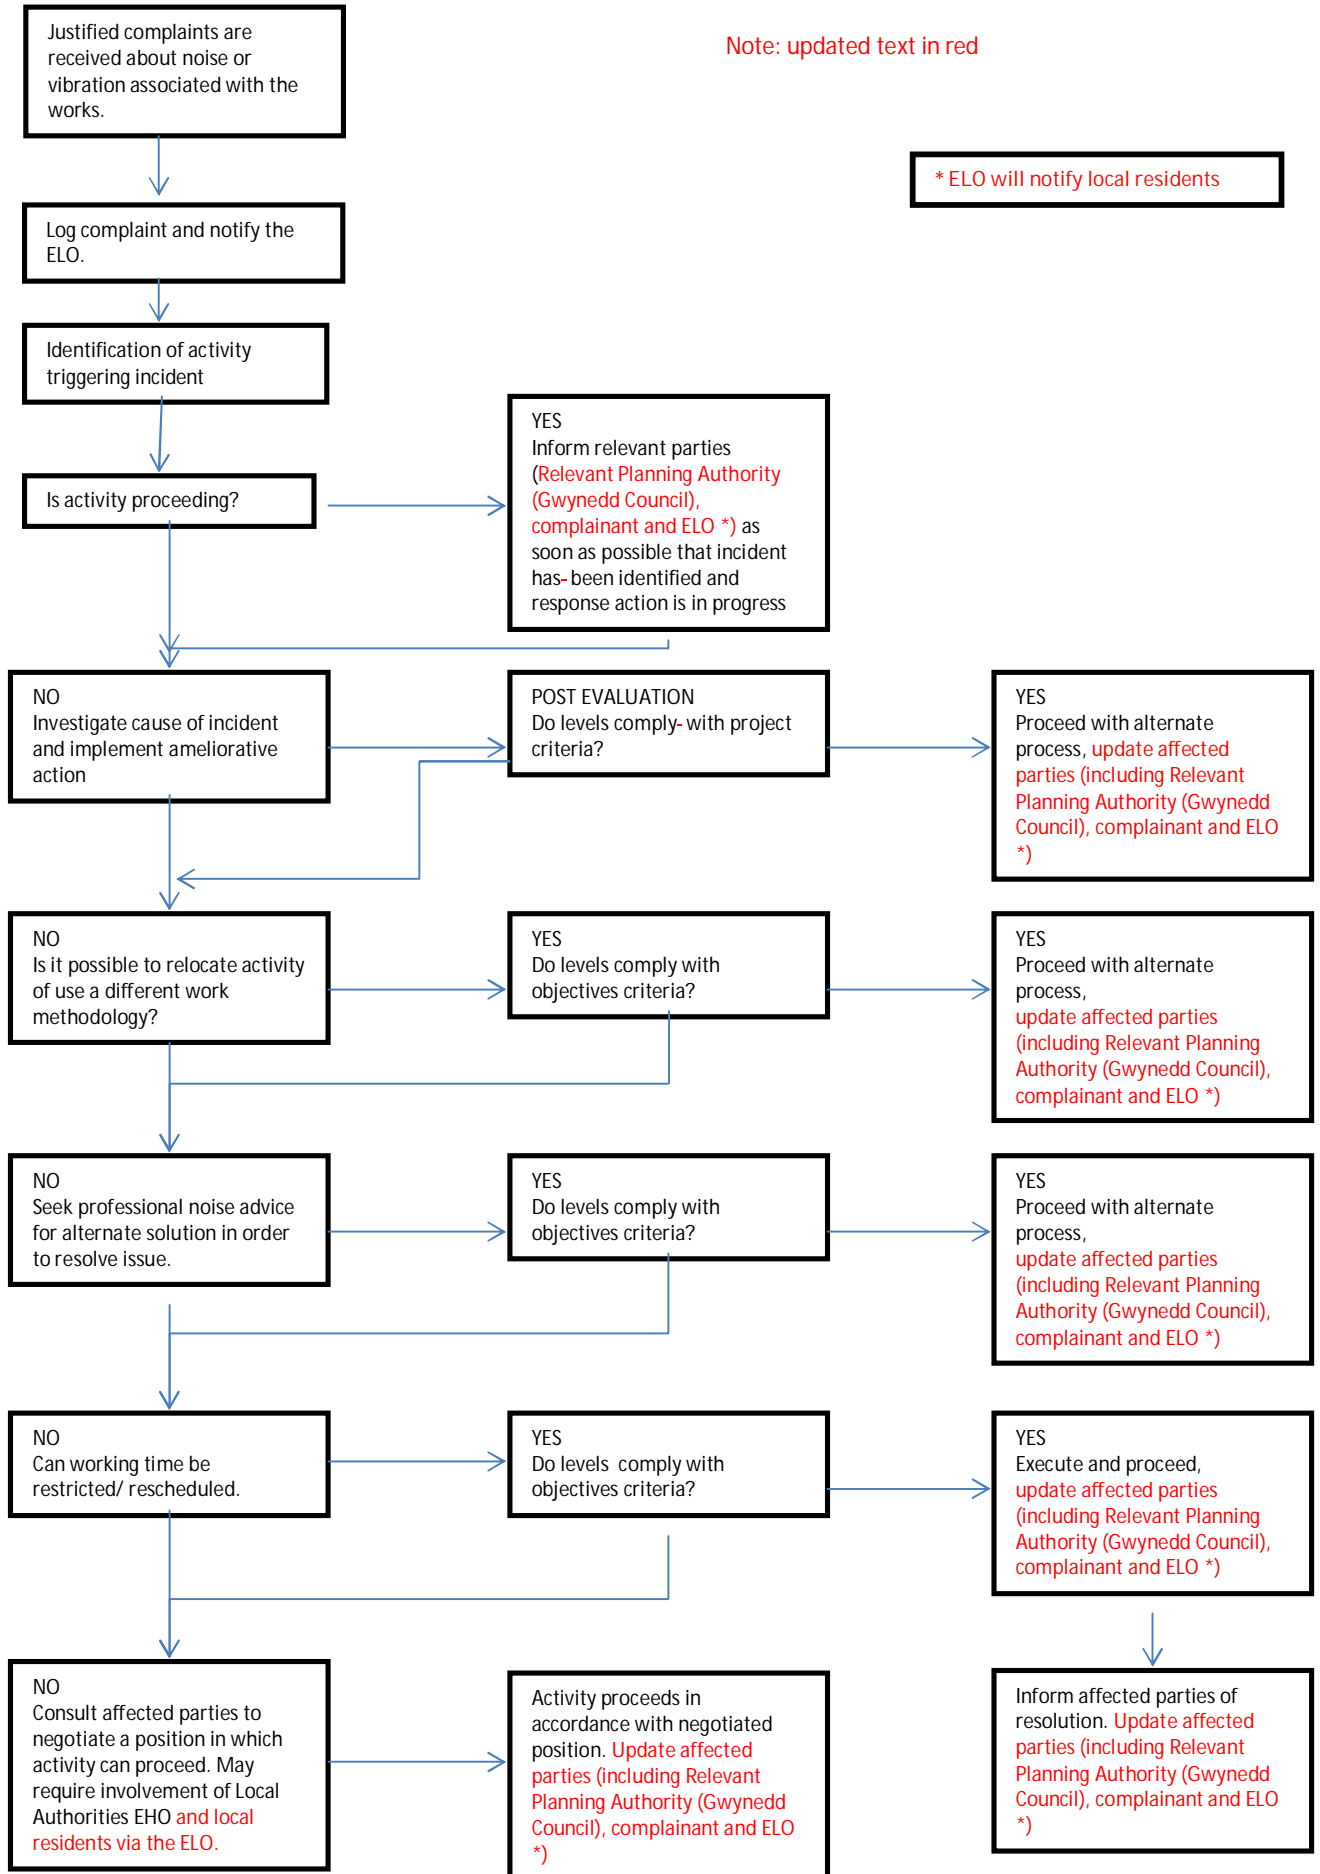 Justified complaints are
received about noise or
vibration associated with the
works.
Note: updated text in red
* ELO will notify local residents
Log complaint and notify the
ELO.
Identification of activity
triggering incident
Is activity proceeding?
YES
Inform relevant parties
(Relevant Planning Authority
(Gwynedd Council),
complainant and ELO *) as
soon as possible that incident
has- been identified and
response action is in progress
NO
Investigate cause of incident
and implement ameliorative
action
POST EVALUATION
Do levels comply- with project
criteria?
YES
Proceed with alternate
process, update affected
parties (including Relevant
Planning Authority (Gwynedd
Council), complainant and ELO
*)
NO
Is it possible to relocate activity
of use a different work
methodology?
YES
Do levels comply with
objectives criteria?
YES
Proceed with alternate
process,
update affected parties
(including Relevant Planning
Authority (Gwynedd Council),
complainant and ELO *)
NO
Seek professional noise advice
for alternate solution in order
to resolve issue.
YES
Do levels comply with
objectives criteria?
YES
Proceed with alternate
process,
update affected parties
(including Relevant Planning
Authority (Gwynedd Council),
complainant and ELO *)
NO
Can working time be
restricted/ rescheduled.
YES
Do levels comply with
objectives criteria?
YES
Execute and proceed,
update affected parties
(including Relevant Planning
Authority (Gwynedd Council),
complainant and ELO *)
NO
Consult affected parties to
negotiate a position in which
activity can proceed. May
require involvement of Local
Authorities EHO and local
residents via the ELO.
Activity proceeds in
accordance with negotiated
position. Update affected
parties (including Relevant
Planning Authority (Gwynedd
Council), complainant and ELO
*)
Inform affected parties of
resolution. Update affected
parties (including Relevant
Planning Authority (Gwynedd
Council), complainant and ELO
*)